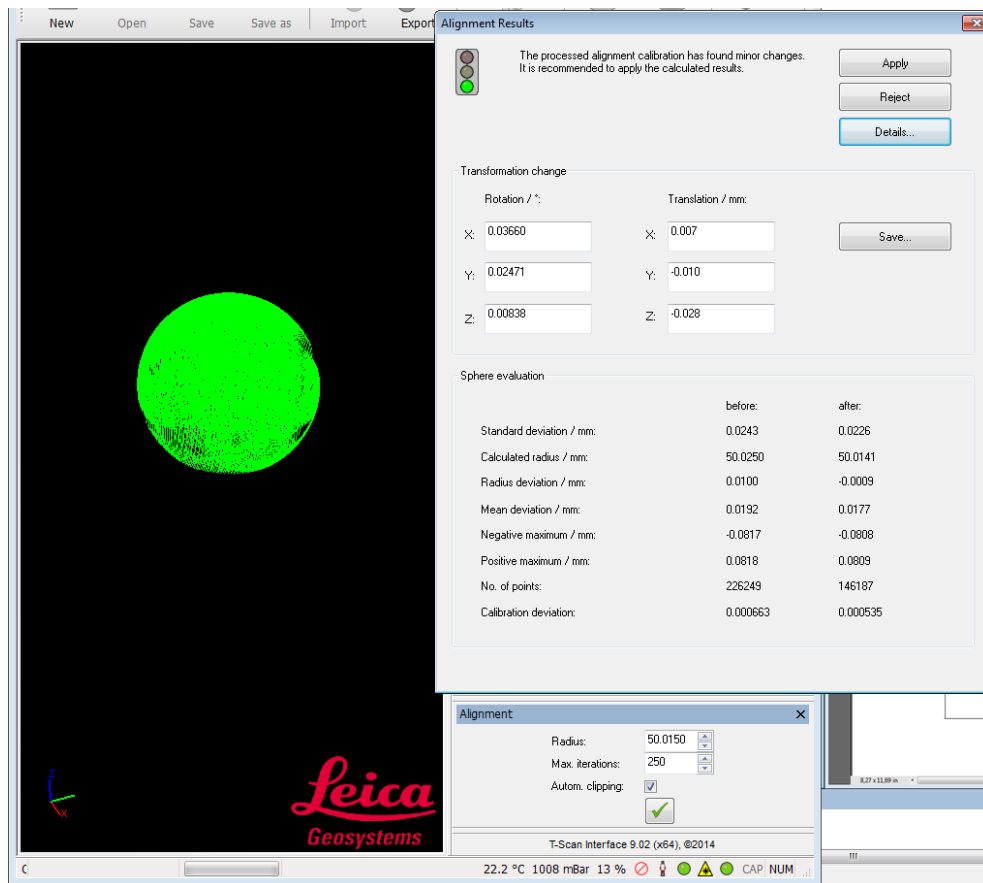 New Open Save Save as Import Export
Alignment Results
The processed alignment calibration has found minor changes.
It is recommended to apply the calculated results.
Apply
Reject
Details...
Transformation change
Rotation / °: Translation / mm:
X: 0.03660 X: 0.007
Save...
Y: 0.02471 Y: -0.010
Z: 0.00838 Z: -0.028
Sphere evaluation
before: after:
Standard deviation / mm: 0.0243 0.0226
Calculated radius / mm: 50.0250 50.0141
Radius deviation / mm: 0.0100 -0.0009
Mean deviation / mm: 0.0192 0.0177
Negative maximum / mm: -0.0817 -0.0808
Positive maximum / mm: 0.0818 0.0809
No. of points: 226249 146187
Calibration deviation: 0.000663 0.000535
Alignment
Radius: 50.0150
Max. iterations: 250
Autom. clipping:
Z
X
Leica
Geosystems
T-Scan Interface 9.02 (x64), ©2014
8,27 x 11,69 in
C 22.2 °C 1008 mBar 13 % CAP NUM